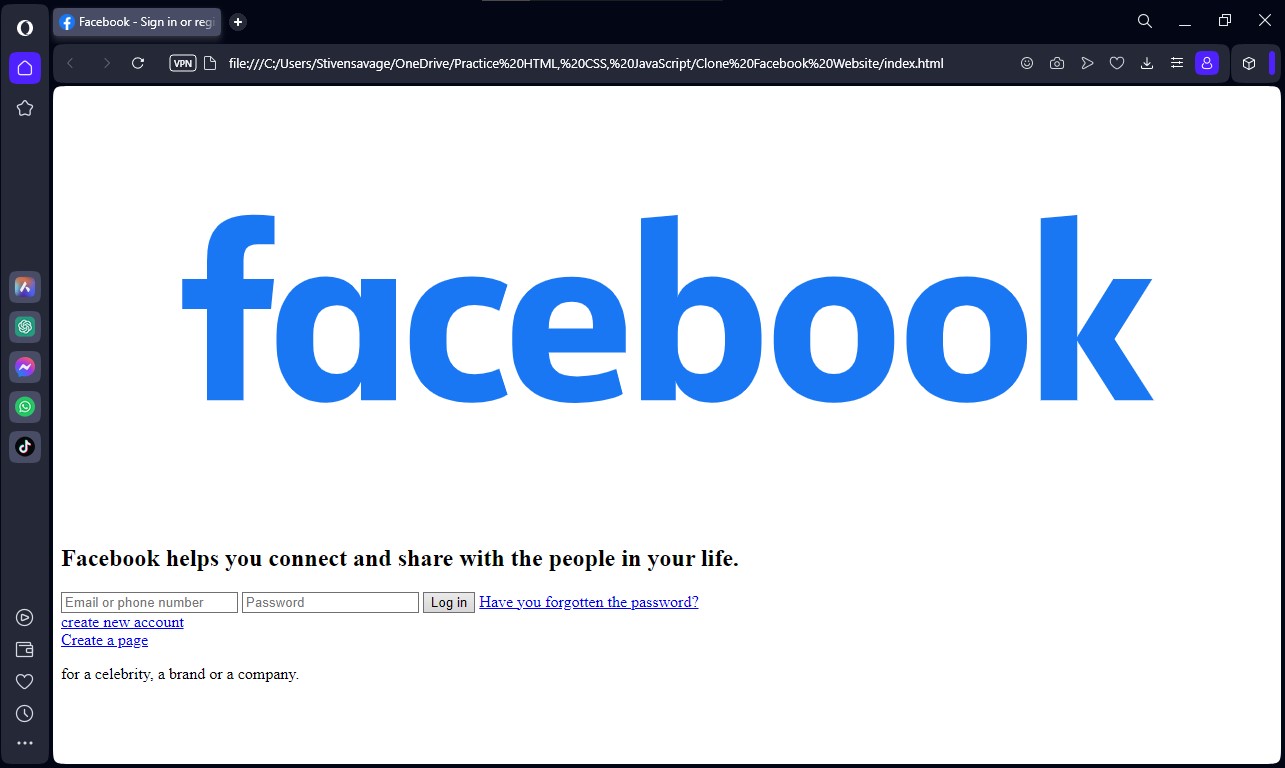 Facebook - Sign in or regi
VPN
file:///C:/Users/Stivensavage/OneDrive/Practice%20HTML,%20CSS,%20JavaScript/Clone%20Facebook%20Website/index.html
facebook
Facebook helps you connect and share with the people in your life.
Email or phone number Password Log in Have you forgotten the password?
create new account
Create a page
for a celebrity, a brand or a company.